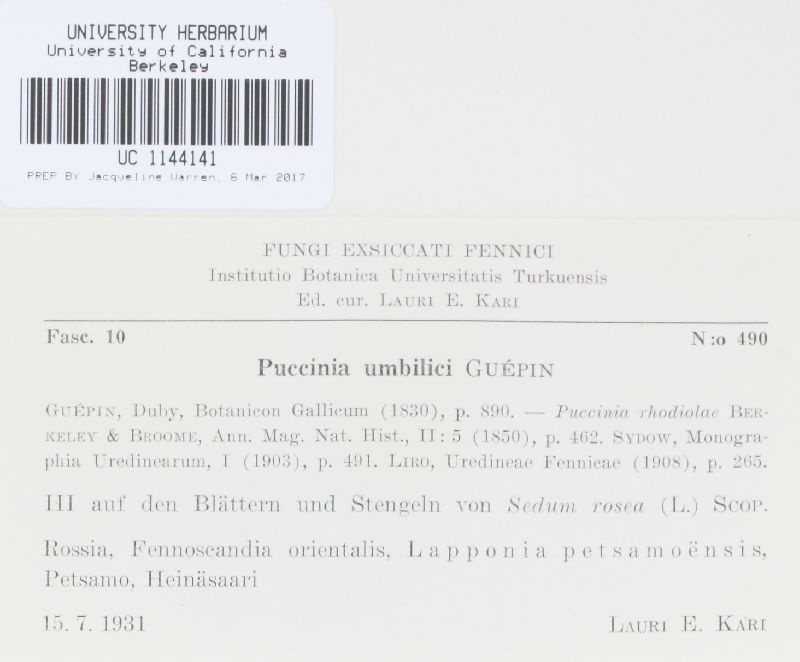 UNIVERSITY HERBARIUM
University of California
Berkeley
UC 1144141
PREP BY Jacqueline Warren, 6 Mar 2017
FUNGI EXSICCATI FENNICI
Institutio Botanica Universitatis Turkuensis
Ed. cur. LAURI E. KARI
Fasc. 10 N:o 490
Puccinia umbilici GUÉPIN
GUÉPIN, Duby, Botanicon Gallicum (1830), p. 890. — Puccinia rhodiolae BER-
KELEY & BROOME, Ann. Mag. Nat. Hist., II: 5 (1850), p. 462. SYDOW, Monogra-
phia Uredinearum, I (1903), p. 491. LIRO, Uredineae Fennicae (1908), p. 265.
III auf den Blättern und Stengeln von Sedum rosea (L.) SCOP.
Rossia, Fennoscandia orientalis, Lapponia petsamoënsis,
Petsamo, Heinäsaari
15. 7. 1931 LAURI E. KARI